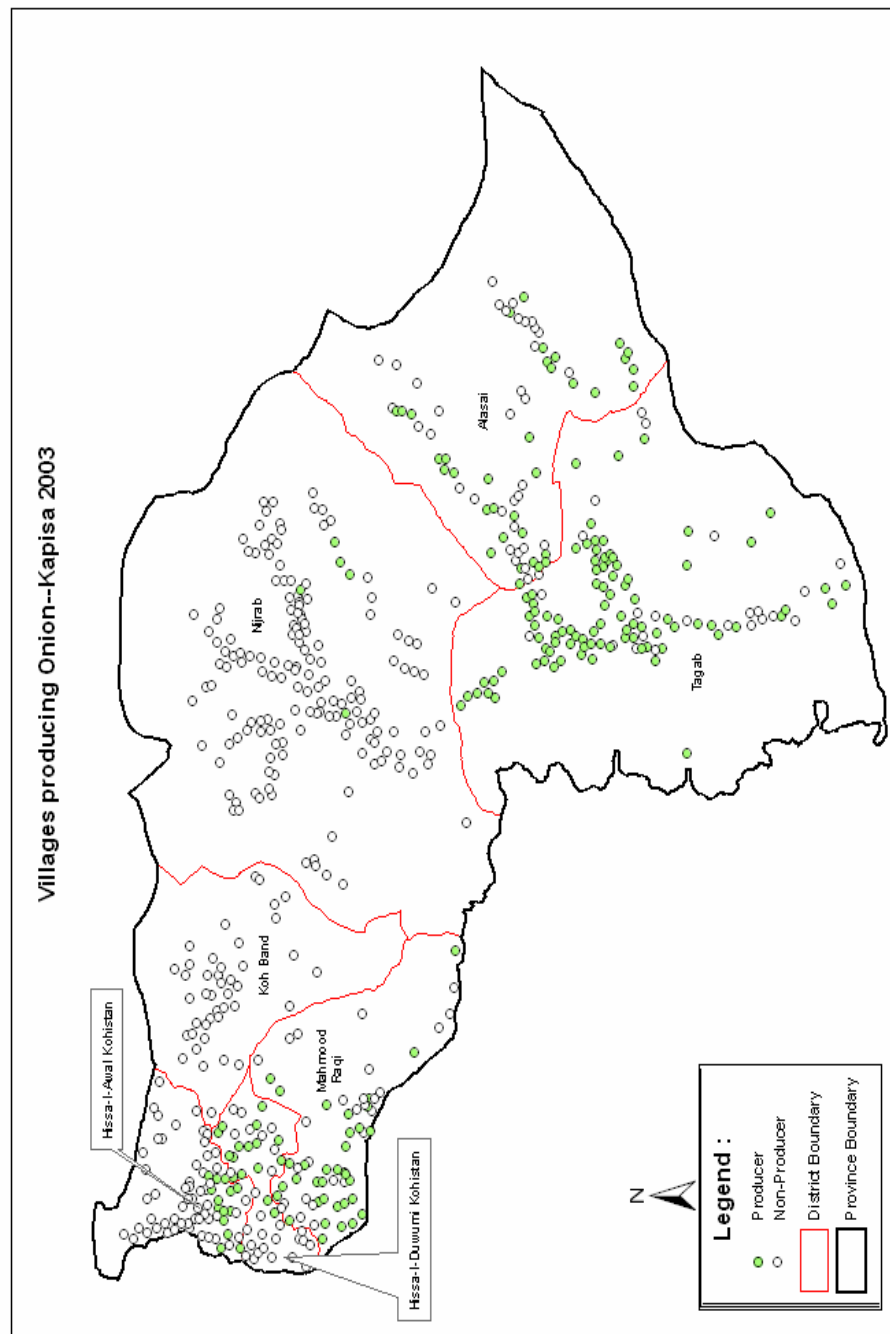 Villages producing Onion--Kapisa 2003
Hissa-I-Awal Kohistan
Koh Band
Nijrab
Alasai
Mahmood
Raqi
Tagab
Hissa-I-Duwumi Kohistan
N
Legend :
Producer
Non-Producer
District Boundary
Province Boundary